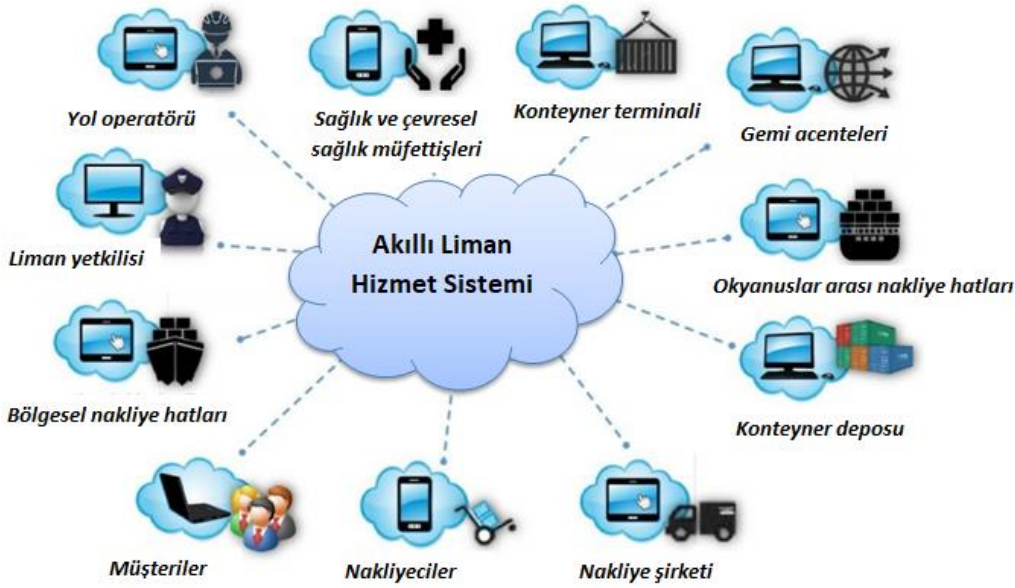 Yol operatörü
Sağlık ve çevresel
sağlık müfettişleri
Konteyner terminali
Gemi acenteleri
Liman yetkilisi
Akıllı Liman
Hizmet Sistemi
Okyanuslar arası nakliye hatları
Bölgesel nakliye hatları
Konteyner deposu
Müşteriler
Nakliyeciler
Nakliye şirketi